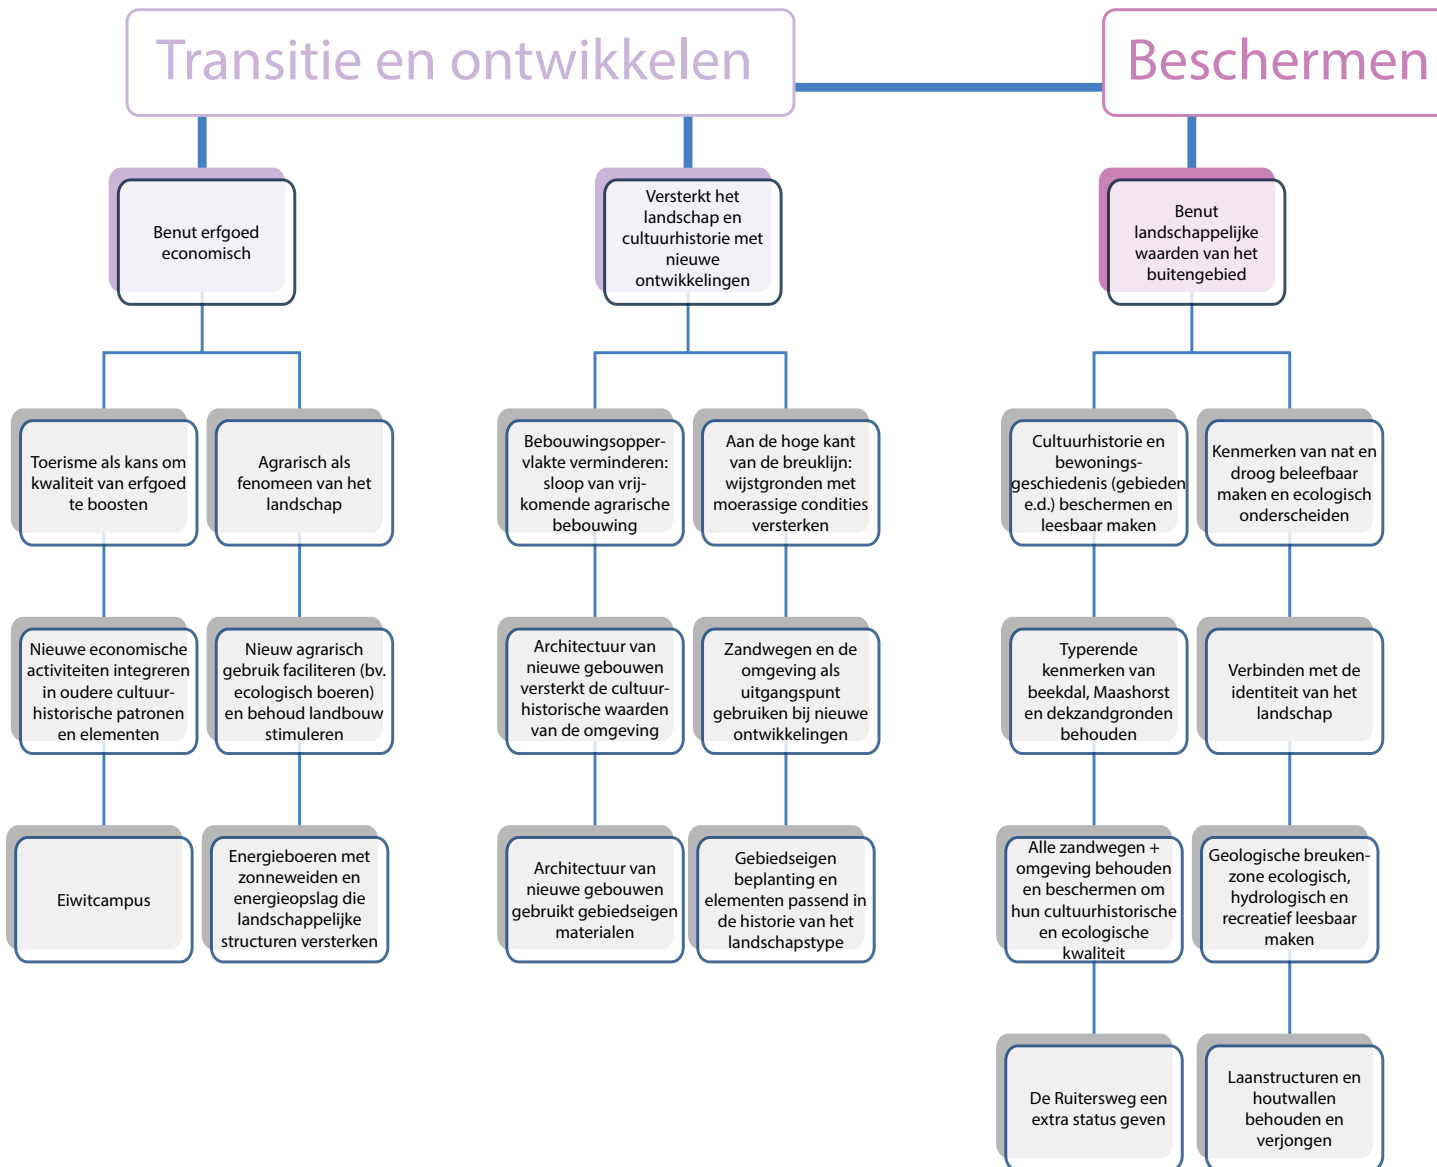 Transitie en ontwikkelen
Beschermen
Benut erfgoed
economisch
Versterkt het
landschap en
cultuurhistorie met
nieuwe
ontwikkelingen
Benut
landschappelijke
waarden van het
buitengebied
Toerisme als kans om
kwaliteit van erfgoed
te boosten
Agrarisch als
fenomeen van het
landschap
Bebouwingsopper-
vlakte verminderen:
sloop van vrij-
komende agrarische
bebouwing
Aan de hoge kant
van de breuklijn:
wijstgronden met
moerassige condities
versterken
Cultuurhistorie en
bewonings-
geschiedenis (gebieden
e.d.) beschermen en
leesbaar maken
Kenmerken van nat en
droog beleefbaar
maken en ecologisch
onderscheiden
Nieuwe economische
activiteiten integreren
in oudere cultuur-
historische patronen
en elementen
Nieuw agrarisch
gebruik faciliteren (bv.
ecologisch boeren)
en behoud landbouw
stimuleren
Architectuur van
nieuwe gebouwen
versterkt de cultuur-
historische waarden
van de omgeving
Zandwegen en de
omgeving als
uitgangspunt
gebruiken bij nieuwe
ontwikkelingen
Typerende
kenmerken van
beekdal, Maashorst
en dekzandgronden
behouden
Verbinden met de
identiteit van het
landschap
Eiwitcampus
Energieboeren met
zonneweiden en
energieopslag die
landschappelijke
structuren versterken
Architectuur van
nieuwe gebouwen
gebruikt gebiedseigen
materialen
Gebiedseigen
beplanting en
elementen passend in
de historie van het
landschapstype
Alle zandwegen +
omgeving behouden
en beschermen om
hun cultuurhistorische
en ecologische
kwaliteit
Geologische breuken-
zone ecologisch,
hydrologisch en
recreatief leesbaar
maken
De Ruitersweg een
extra status geven
Laanstructuren en
houtwallen
behouden en
verjongen